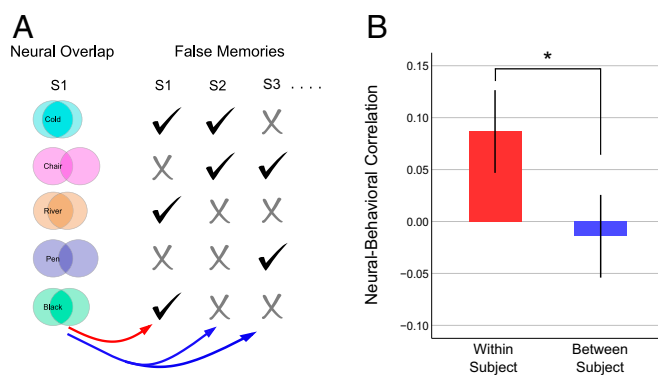 A
Neural Overlap
False Memories
S1
S1 S2 S3 . . . .
Cold
Chair
River
Pen
Black
B
Neural-Behavioral Correlation
0.15
0.10
0.05
0.00
−0.05
−0.10
*
Within
Subject
Between
Subject